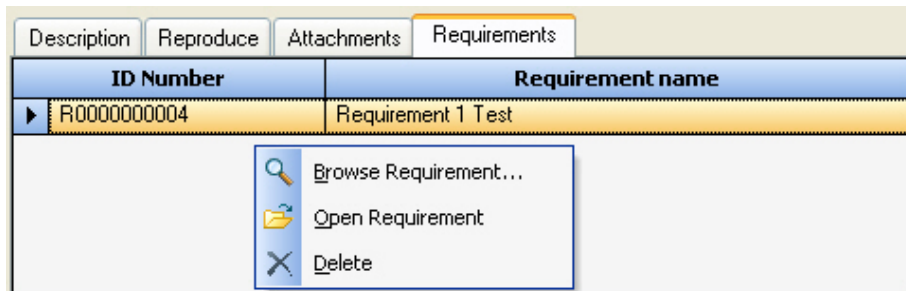 Description Reproduce Attachments Requirements
ID Number Requirement name
R0000000004 Requirement 1 Test
Browse Requirement...
Open Requirement
Delete